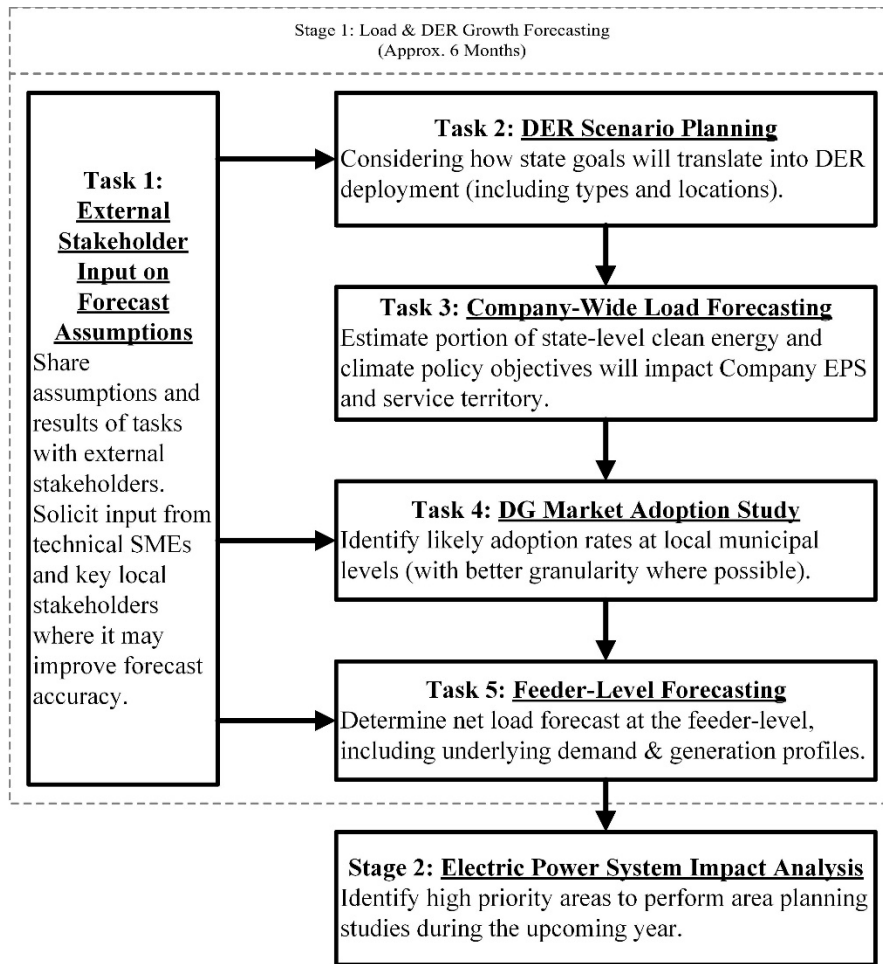 Stage 1: Load & DER Growth Forecasting
(Approx. 6 Months)
Task 1:
External
Stakeholder
Input on
Forecast
Assumptions
Share
assumptions and
results of tasks
with external
stakeholders.
Solicit input from
technical SMEs
and key local
stakeholders
where it may
improve forecast
accuracy.
Task 2: DER Scenario Planning
Considering how state goals will translate into DER
deployment (including types and locations).
Task 3: Company-Wide Load Forecasting
Estimate portion of state-level clean energy and
climate policy objectives will impact Company EPS
and service territory.
Task 4: DG Market Adoption Study
Identify likely adoption rates at local municipal
levels (with better granularity where possible).
Task 5: Feeder-Level Forecasting
Determine net load forecast at the feeder-level,
including underlying demand & generation profiles.
Stage 2: Electric Power System Impact Analysis
Identify high priority areas to perform area planning
studies during the upcoming year.